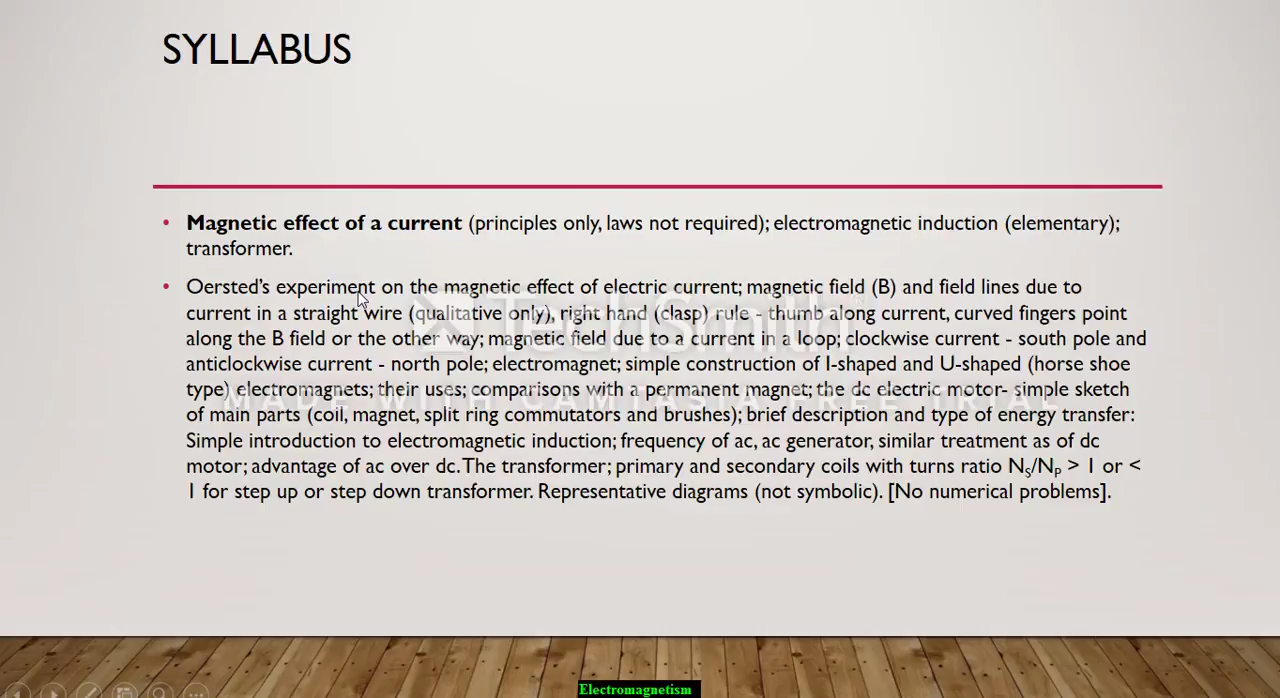 SYLLABUS
• Magnetic effect of a current (principles only, laws not required); electromagnetic induction (elementary);
transformer.
• Oersted's experiment on the magnetic effect of electric current; magnetic field (B) and field lines due to
current in a straight wire (qualitative only), right hand (clasp) rule - thumb along current, curved fingers point
along the B field or the other way; magnetic field due to a current in a loop; clockwise current - south pole and
anticlockwise current - north pole; electromagnet; simple construction of I-shaped and U-shaped (horse shoe
type) electromagnets; their uses; comparisons with a permanent magnet; the dc electric motor- simple sketch
of main parts (coil, magnet, split ring commutators and brushes); brief description and type of energy transfer:
Simple introduction to electromagnetic induction; frequency of ac, ac generator, similar treatment as of dc
motor; advantage of ac over dc. The transformer; primary and secondary coils with turns ratio NS/NP > 1 or <
1 for step up or step down transformer. Representative diagrams (not symbolic). [No numerical problems].
TechSmith®
MADE WITH CAMTASIA FREE TRIAL
Electromagnetism